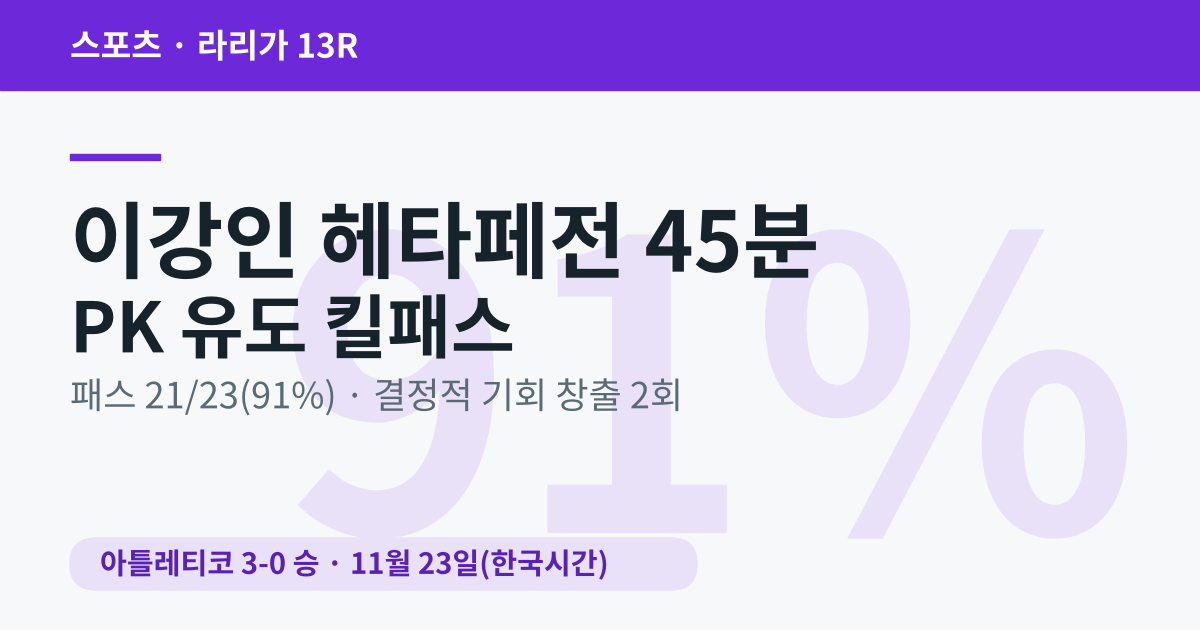 스포츠 · 라리가 13R
이강인 헤타페전 45분
PK 유도 킬패스
패스 21/23(91%) · 결정적 기회 창출 2회
91%
아틀레티코 3-0 승 · 11월 23일(한국시간)